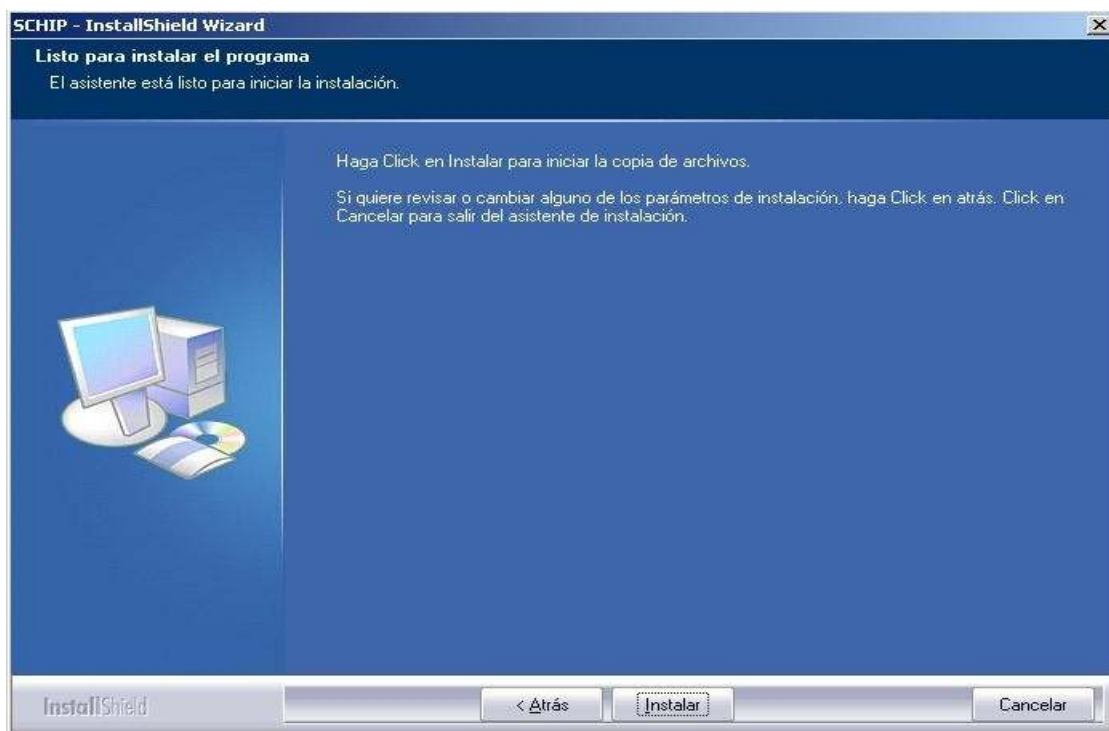 SCHIP - InstallShield Wizard
Listo para instalar el programa
El asistente está listo para iniciar la instalación.
Haga Click en Instalar para iniciar la copia de archivos.
Si quiere revisar o cambiar alguno de los parámetros de instalación, haga Click en atrás. Click en
Cancelar para salir del asistente de instalación.
InstallShield
< Atrás
Instalar
Cancelar